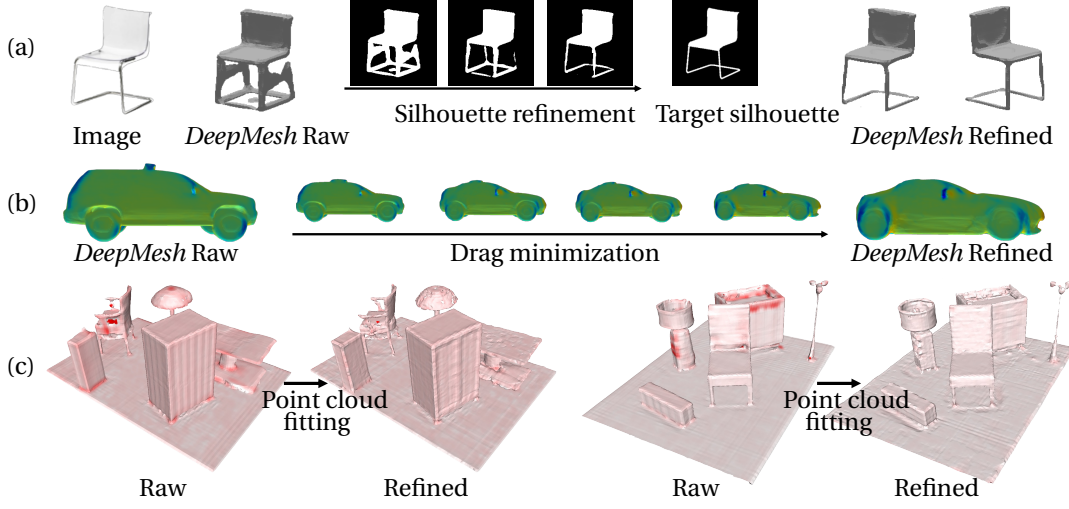 (a)
Image
DeepMesh Raw
Silhouette refinement
Target silhouette
DeepMesh Refined
(b)
DeepMesh Raw
Drag minimization
DeepMesh Refined
(c)
Point cloud
fitting
Point cloud
fitting
Raw
Refined
Raw
Refined